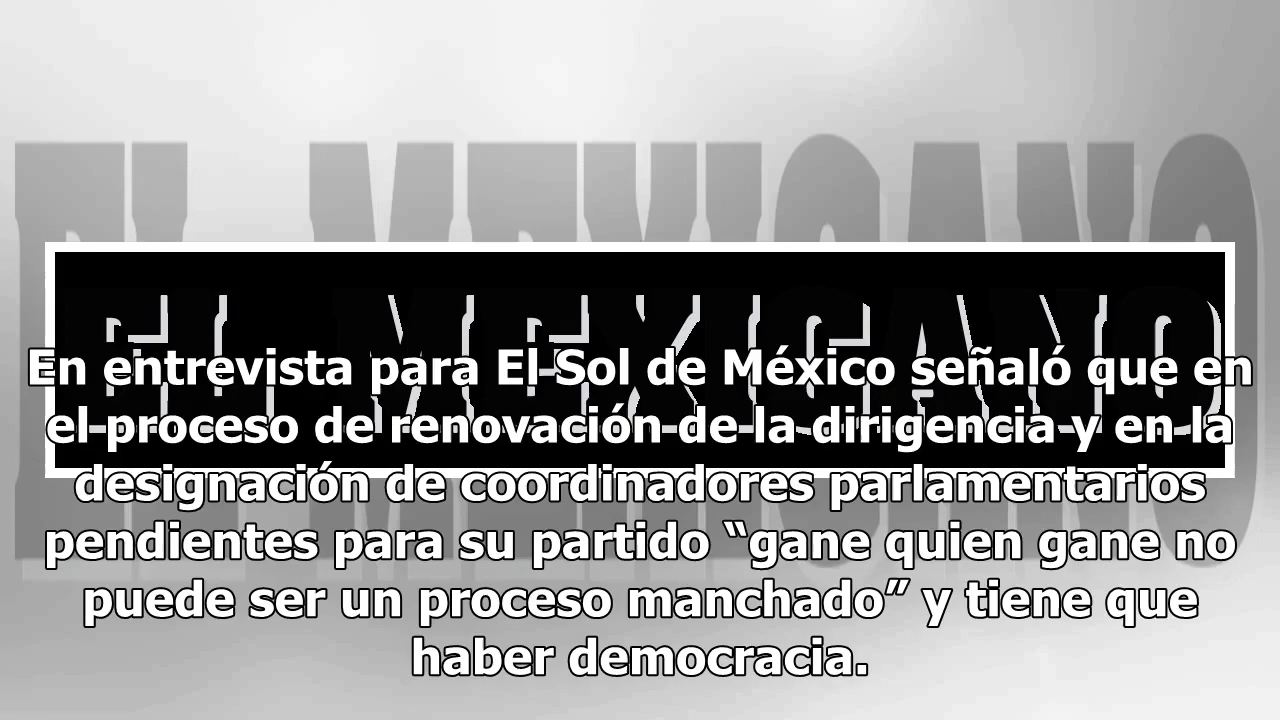 EL MEXICANO
EL MEXICANO
En entrevista para El Sol de México señaló que en
el proceso de renovación de la dirigencia y en la
designación de coordinadores parlamentarios
pendientes para su partido “gane quien gane no
puede ser un proceso manchado” y tiene que
haber democracia.